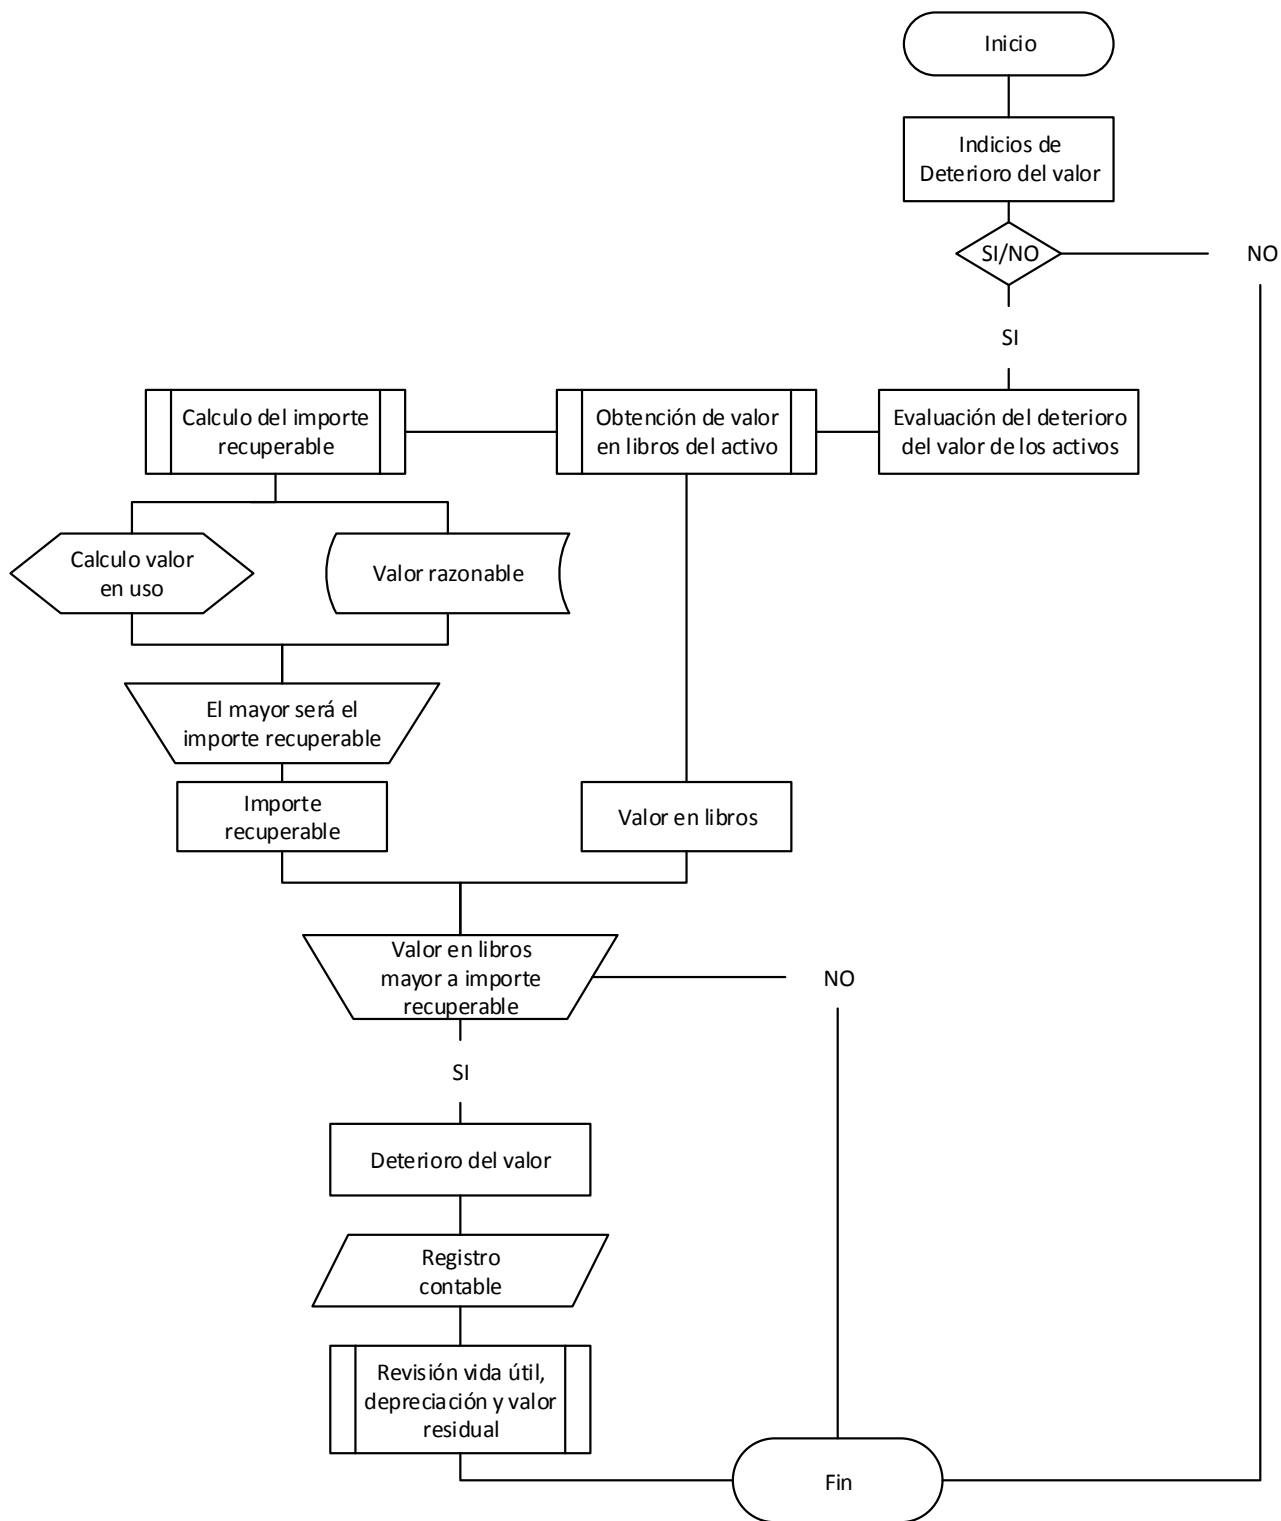 Inicio
Indicios de
Deterioro del valor
SI/NO
NO
SI
Calculo del importe
recuperable
Obtención de valor
en libros del activo
Evaluación del deterioro
del valor de los activos
Calculo valor
en uso
Valor razonable
El mayor será el
importe recuperable
Importe
recuperable
Valor en libros
Valor en libros
mayor a importe
recuperable
NO
SI
Deterioro del valor
Registro
contable
Revisión vida útil,
depreciación y valor
residual
Fin